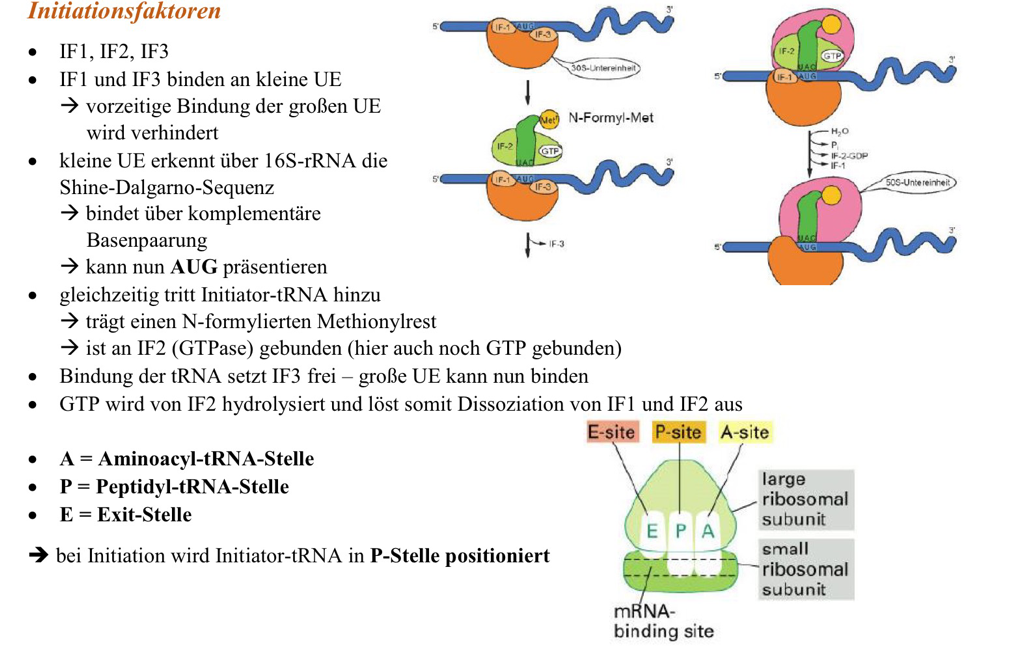 Initiationsfaktoren
• IF1, IF2, IF3
• IF1 und IF3 binden an kleine UE
→ vorzeitige Bindung der großen UE
wird verhindert
• kleine UE erkennt über 16S-rRNA die
Shine-Dalgarno-Sequenz
→ bindet über komplementäre
Basenpaarung
→ kann nun AUG präsentieren
• gleichzeitig tritt Initiator-tRNA hinzu
→ trägt einen N-formylierten Methionylrest
→ ist an IF2 (GTPase) gebunden (hier auch noch GTP gebunden)
• Bindung der tRNA setzt IF3 frei – große UE kann nun binden
• GTP wird von IF2 hydrolysiert und löst somit Dissoziation von IF1 und IF2 aus
• A = Aminoacyl-tRNA-Stelle
• P = Peptidyl-tRNA-Stelle
• E = Exit-Stelle
➔ bei Initiation wird Initiator-tRNA in P-Stelle positioniert
5' IF-1 AUG IF-3 3'
30S-Untereinheit
Met N-Formyl-Met
IF-2 GTP
UAC
5' IF-1 AUG IF-3 3'
IF-3
IF-2 GTP
UAC
5' IF-1 AUG 3'
H₂O
Pᵢ
IF-2-GDP
IF-1
50S-Untereinheit
UAC
5' AUG 3'
E-site P-site A-site
E P A
large
ribosomal
subunit
small
ribosomal
subunit
mRNA-
binding site